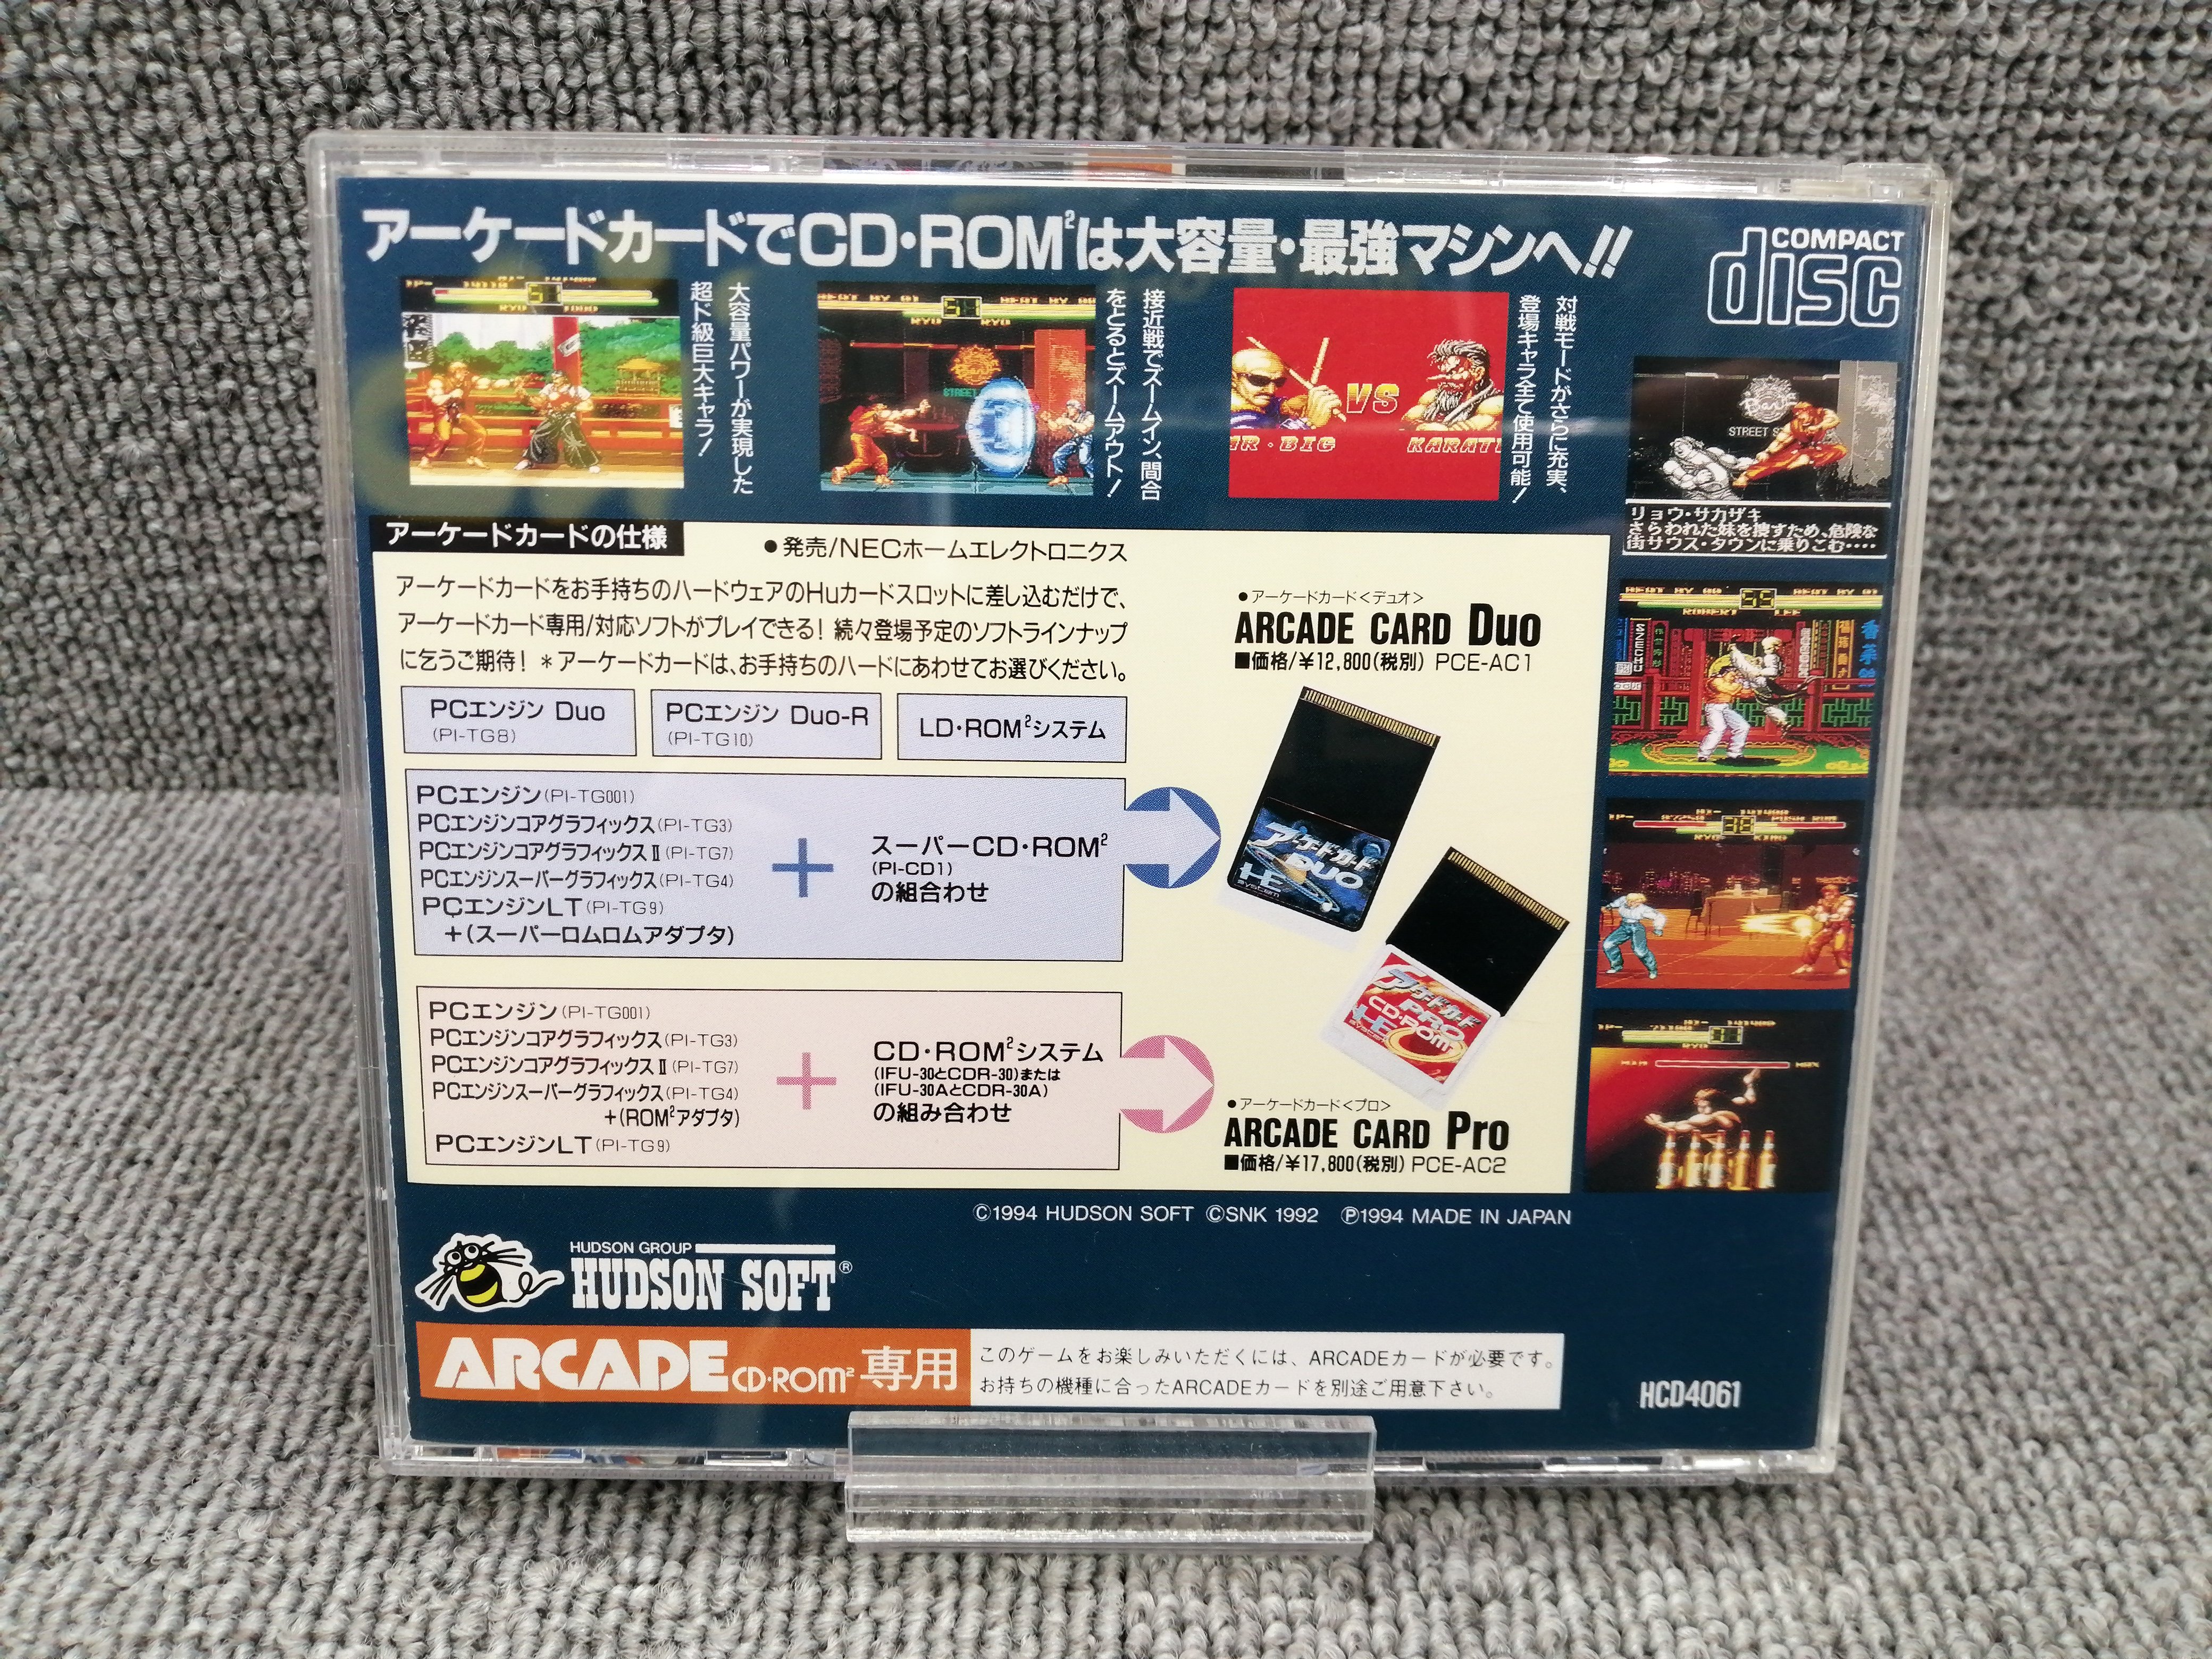 アーケードカードでCD・ROM²は大容量・最強マシンへ!!
COMPACT
disc
大容量パワーが実現した
超ド級巨大キャラ!
接近戦でズームイン、間合
をとるとズームアウト!
対戦モードがさらに充実、
登場キャラ全て使用可能!
VS
MR・BIG
KARATE
STREET
STREET S
リョウ・サカザキ
さらわれた妹を捜すため、危険な
街サウス・タウンに乗りこむ‥‥
アーケードカードの仕様
●発売/NECホームエレクトロニクス
アーケードカードをお手持ちのハードウェアのHuカードスロットに差し込むだけで、
アーケードカード専用/対応ソフトがプレイできる! 続々登場予定のソフトラインナップ
に乞うご期待! *アーケードカードは、お手持ちのハードにあわせてお選びください。
PCエンジン Duo
(PI-TG8)
PCエンジン Duo-R
(PI-TG10)
LD・ROM²システム
PCエンジン(PI-TG001)
PCエンジンコアグラフィックス(PI-TG3)
PCエンジンコアグラフィックスⅡ(PI-TG7)
PCエンジンスーパーグラフィックス(PI-TG4)
PCエンジンLT(PI-TG9)
+(スーパーロムロムアダプタ)
+
スーパーCD・ROM²
(PI-CD1)
の組合わせ
PCエンジン(PI-TG001)
PCエンジンコアグラフィックス(PI-TG3)
PCエンジンコアグラフィックスⅡ(PI-TG7)
PCエンジンスーパーグラフィックス(PI-TG4)
+(ROM²アダプタ)
PCエンジンLT(PI-TG9)
+
CD・ROM²システム
(IFU-30とCDR-30)または
(IFU-30AとCDR-30A)
の組み合わせ
●アーケードカード<デュオ>
ARCADE CARD Duo
■価格/¥12,800(税別) PCE-AC1
アーケードカード
DUO
HE
system
アーケードカード
PRO
CD・ROM²
HE
system
●アーケードカード<プロ>
ARCADE CARD Pro
■価格/¥17,800(税別) PCE-AC2
©1994 HUDSON SOFT ©SNK 1992 ℗1994 MADE IN JAPAN
HUDSON GROUP
HUDSON SOFT®
ARCADE CD・ROM² 専用
このゲームをお楽しみいただくには、ARCADEカードが必要です。
お持ちの機種に合ったARCADEカードを別途ご用意下さい。
HCD4061